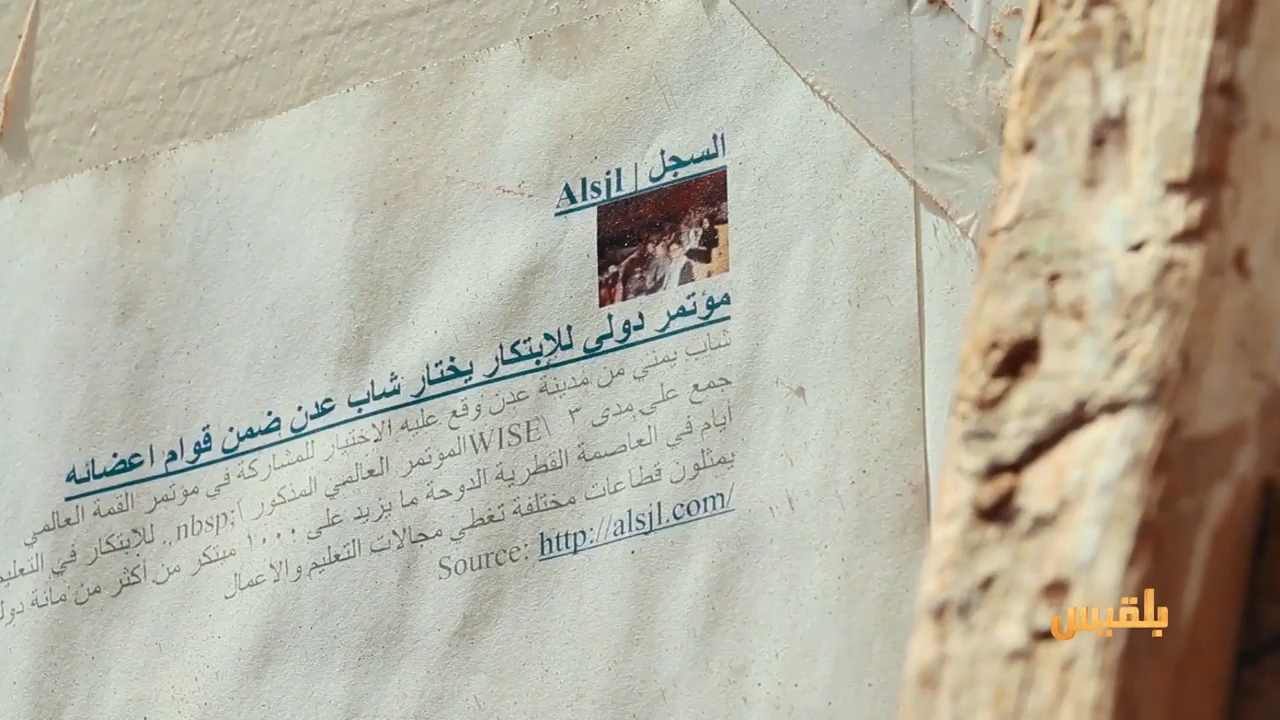 السجل | Alsjl
مؤتمر دولي للإبتكار يختار شاب عدن ضمن قوام اعضائه
شاب يمني من مدينة عدن وقع عليه الاختيار للمشاركة في مؤتمر القمة العالمي
للابتكار في التعليم .,nbsp;\ المؤتمر العالمي المذكور WISE\ جمع على مدى ٣
أيام في العاصمة القطرية الدوحة ما يزيد على ١٠٠٠ مبتكر من أكثر من مائة
يمثلون قطاعات مختلفة تغطي مجالات التعليم والأعمال
Source: http://alsjl.com/
بلقيس